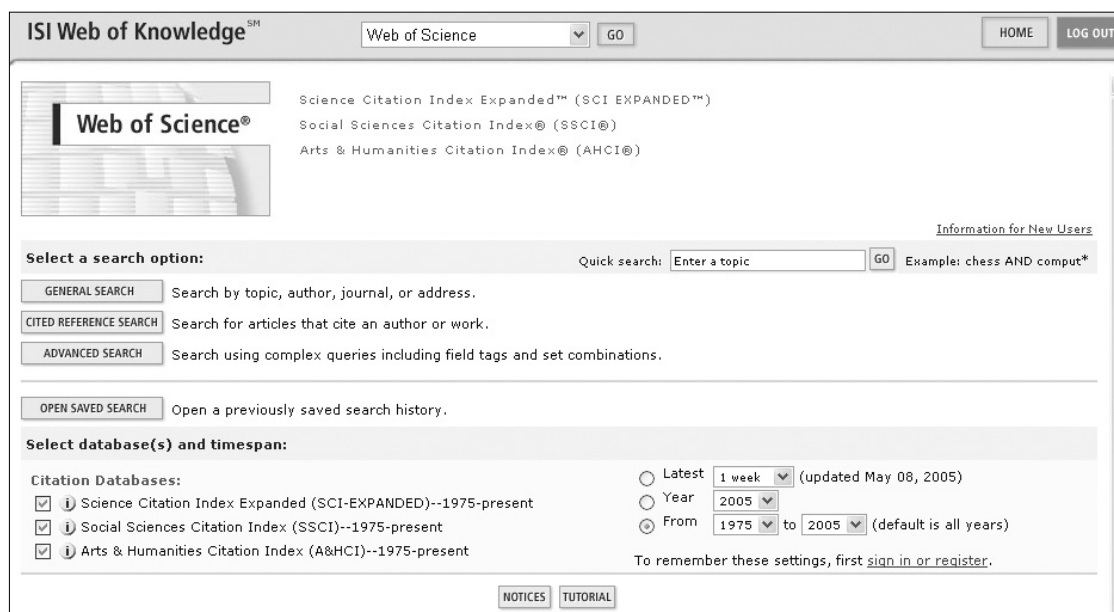 ISI Web of Knowledge℠ Web of Science GO HOME LOG OUT
Web of Science®
Science Citation Index Expanded™ (SCI EXPANDED™)
Social Sciences Citation Index® (SSCI®)
Arts & Humanities Citation Index® (AHCI®)
Information for New Users
Select a search option: Quick search: Enter a topic GO Example: chess AND comput*
GENERAL SEARCH Search by topic, author, journal, or address.
CITED REFERENCE SEARCH Search for articles that cite an author or work.
ADVANCED SEARCH Search using complex queries including field tags and set combinations.
OPEN SAVED SEARCH Open a previously saved search history.
Select database(s) and timespan:
Citation Databases:
Science Citation Index Expanded (SCI-EXPANDED)--1975-present
Social Sciences Citation Index (SSCI)--1975-present
Arts & Humanities Citation Index (A&HCI)--1975-present
Latest 1 week (updated May 08, 2005)
Year 2005
From 1975 to 2005 (default is all years)
To remember these settings, first sign in or register.
NOTICES TUTORIAL